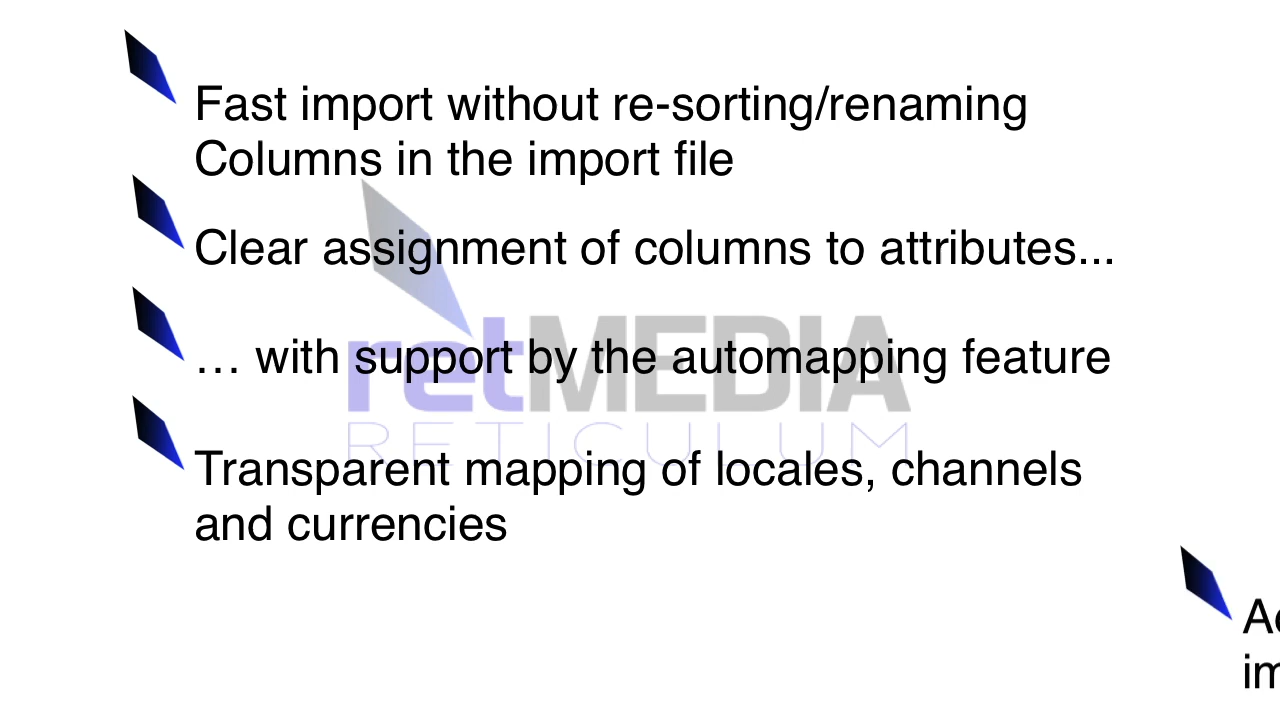 Fast import without re-sorting/renaming
Columns in the import file
Clear assignment of columns to attributes...
retMEDIA
… with support by the automapping feature
RETICULUM
Transparent mapping of locales, channels
and currencies